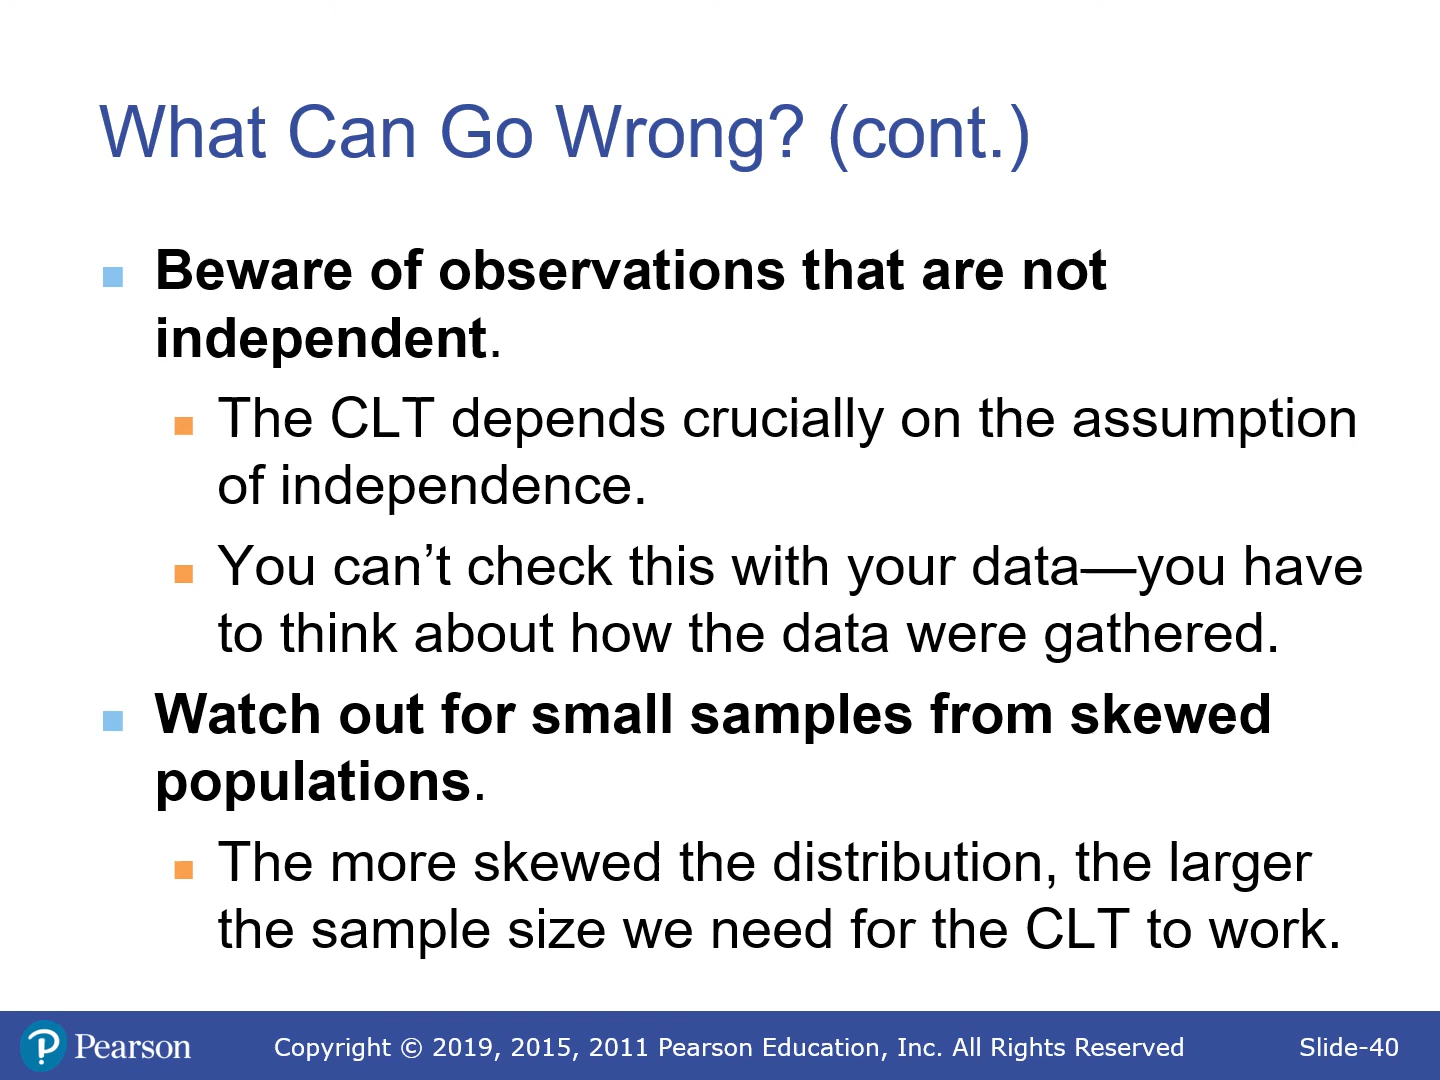 What Can Go Wrong? (cont.)
Beware of observations that are not
independent.
The CLT depends crucially on the assumption
of independence.
You can’t check this with your data—you have
to think about how the data were gathered.
Watch out for small samples from skewed
populations.
The more skewed the distribution, the larger
the sample size we need for the CLT to work.
P Pearson
Copyright © 2019, 2015, 2011 Pearson Education, Inc. All Rights Reserved
Slide-40